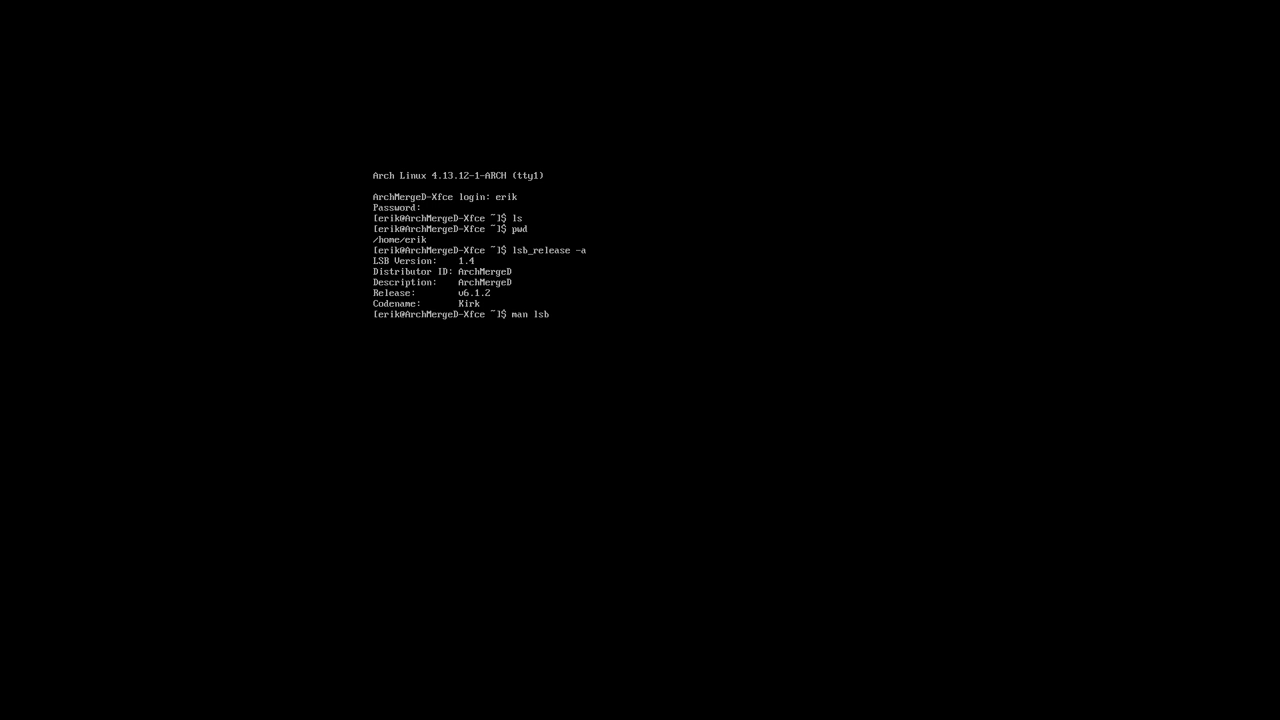 Arch Linux 4.13.12-1-ARCH (tty1)
ArchMergeD-Xfce login: erik
Password:
[erik@ArchMergeD-Xfce ~]$ ls
[erik@ArchMergeD-Xfce ~]$ pwd
/home/erik
[erik@ArchMergeD-Xfce ~]$ lsb_release -a
LSB Version:    1.4
Distributor ID: ArchMergeD
Description:    ArchMergeD
Release:        v6.1.2
Codename:       Kirk
[erik@ArchMergeD-Xfce ~]$ man lsb